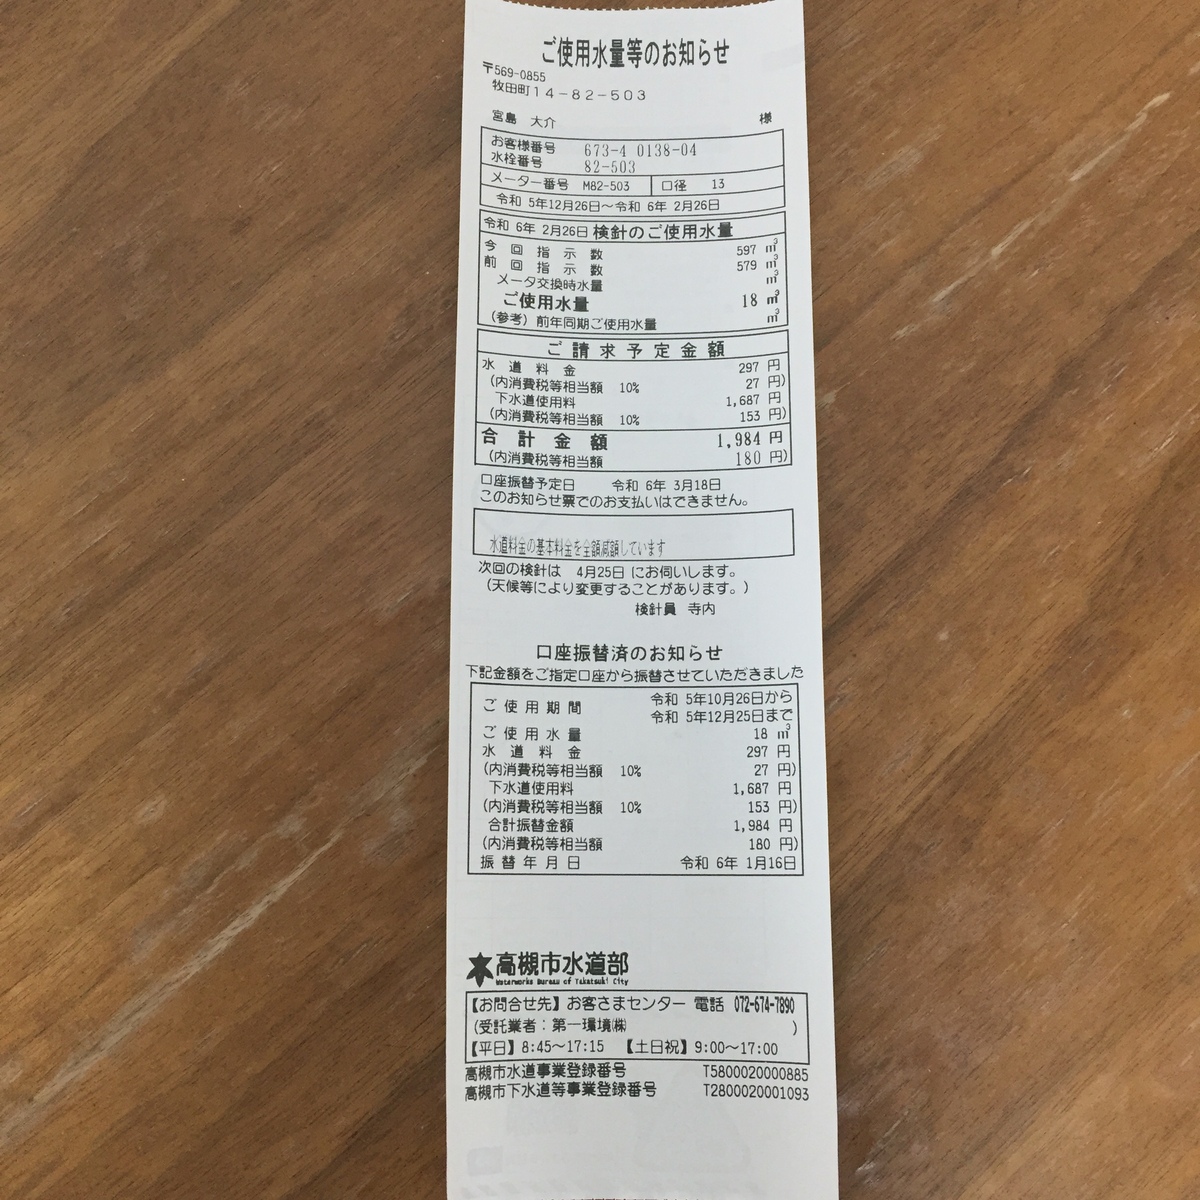 ご使用水量等のお知らせ
〒569-0855
牧田町14-82-503
宮島 大介 様
お客様番号 673-4 0138-04
水栓番号 82-503
メーター番号 M82-503 口径 13
令和 5年12月26日～令和 6年 2月26日
令和 6年 2月26日 検針のご使用水量
今回指示数 597 m³
前回指示数 579 m³
メータ交換時水量 m³
ご使用水量 18 m³
(参考) 前年同期ご使用水量 m³
ご請求予定金額
水道料金 297 円
(内消費税等相当額 10% 27 円)
下水道使用料 1,687 円
(内消費税等相当額 10% 153 円)
合計金額 1,984 円
(内消費税等相当額 180 円)
口座振替予定日 令和 6年 3月18日
このお知らせ票でのお支払いはできません。
水道料金の基本料金を全額減額しています
次回の検針は 4月25日 にお伺いします。
(天候等により変更することがあります。)
検針員 寺内
口座振替済のお知らせ
下記金額をご指定口座から振替させていただきました
ご使用期間 令和 5年10月26日から
令和 5年12月25日まで
ご使用水量 18 m³
水道料金 297 円
(内消費税等相当額 10% 27 円)
下水道使用料 1,687 円
(内消費税等相当額 10% 153 円)
合計振替金額 1,984 円
(内消費税等相当額 180 円)
振替年月日 令和 6年 1月16日
高槻市水道部
Waterworks Bureau of Takatsuki City
【お問合せ先】お客さまセンター 電話 072-674-7890
(受託業者：第一環境㈱ )
【平日】8:45～17:15 【土日祝】9:00～17:00
高槻市水道事業登録番号 T5800020000885
高槻市下水道等事業登録番号 T2800020001093